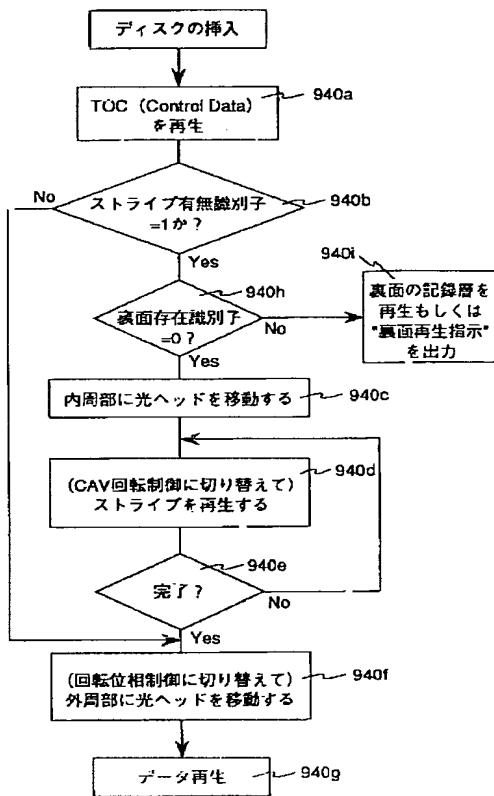 ディスクの挿入
TOC (Control Data)
を再生
940a
No
ストライプ有無識別子
=1か?
940b
Yes
940h
裏面存在識別子
=0?
No
940i
裏面の記録層を
再生もしくは
"裏面再生指示"
を出力
Yes
内周部に光ヘッドを移動する
940c
(CAV回転制御に切り替えて)
ストライプを再生する
940d
完了?
940e
No
Yes
(回転位相制御に切り替えて)
外周部に光ヘッドを移動する
940f
データ再生
940g